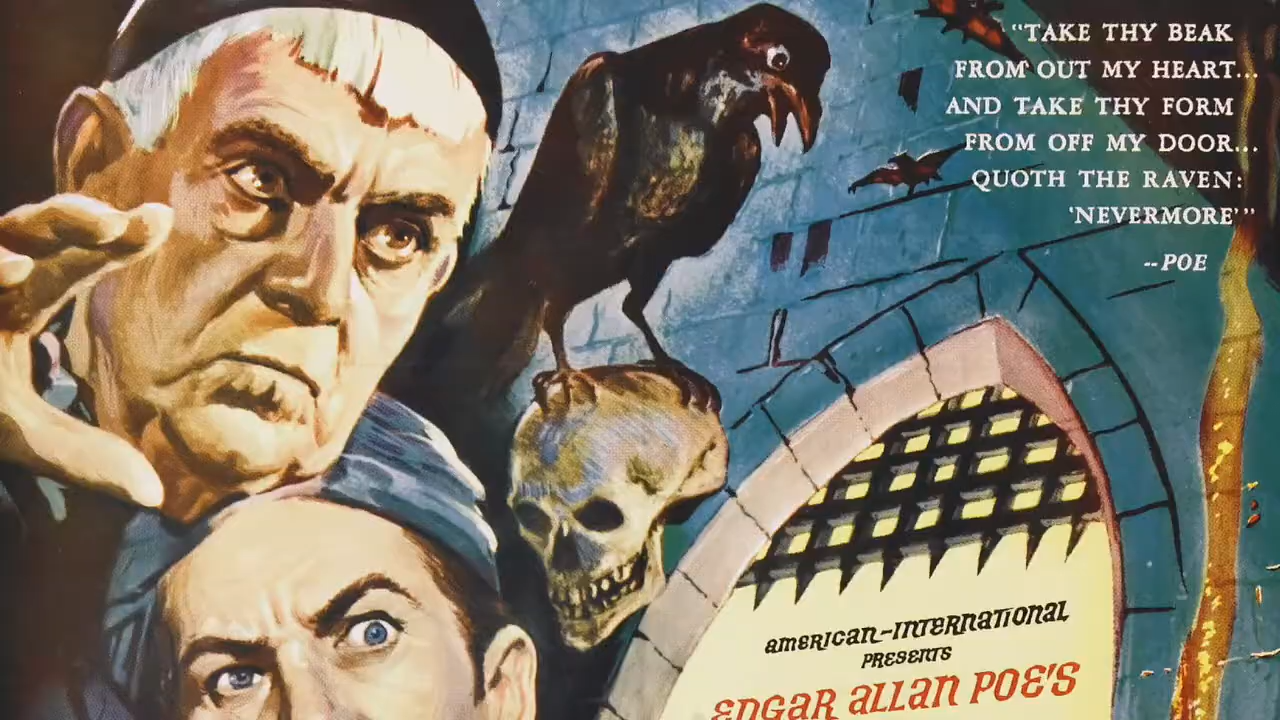 "TAKE THY BEAK
FROM OUT MY HEART...
AND TAKE THY FORM
FROM OFF MY DOOR...
QUOTH THE RAVEN:
'NEVERMORE'"
--POE
AMERICAN-INTERNATIONAL
PRESENTS
EDGAR ALLAN POE'S